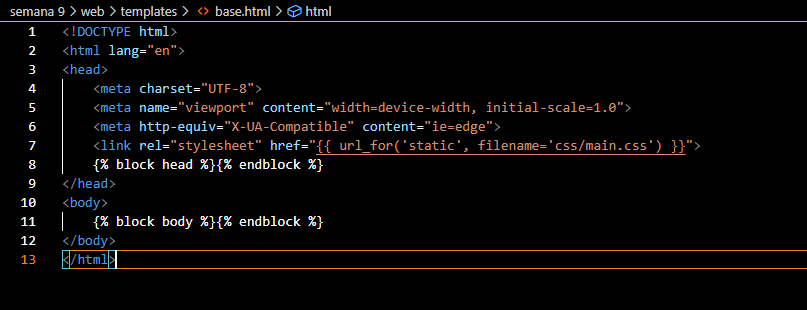 semana 9 > web > templates > <> base.html > html
1 <!DOCTYPE html>
2 <html lang="en">
3 <head>
4     <meta charset="UTF-8">
5     <meta name="viewport" content="width=device-width, initial-scale=1.0">
6     <meta http-equiv="X-UA-Compatible" content="ie=edge">
7     <link rel="stylesheet" href="{{ url_for('static', filename='css/main.css') }}">
8     {% block head %}{% endblock %}
9 </head>
10 <body>
11     {% block body %}{% endblock %}
12 </body>
13 </html>